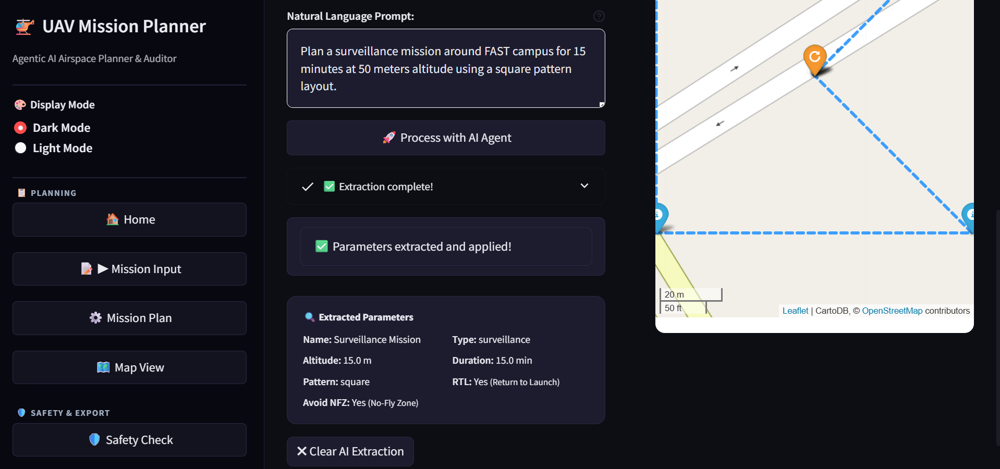 UAV Mission Planner
Agentic AI Airspace Planner & Auditor
Display Mode
Dark Mode
Light Mode
PLANNING
Home
Mission Input
Mission Plan
Map View
SAFETY & EXPORT
Safety Check
Natural Language Prompt:
Plan a surveillance mission around FAST campus for 15
minutes at 50 meters altitude using a square pattern
layout.
Process with AI Agent
Extraction complete!
Parameters extracted and applied!
Extracted Parameters
Name: Surveillance Mission
Type: surveillance
Altitude: 15.0 m
Duration: 15.0 min
Pattern: square
RTL: Yes (Return to Launch)
Avoid NFZ: Yes (No-Fly Zone)
Clear AI Extraction
20 m
50 ft
Leaflet | CartoDB, © OpenStreetMap contributors